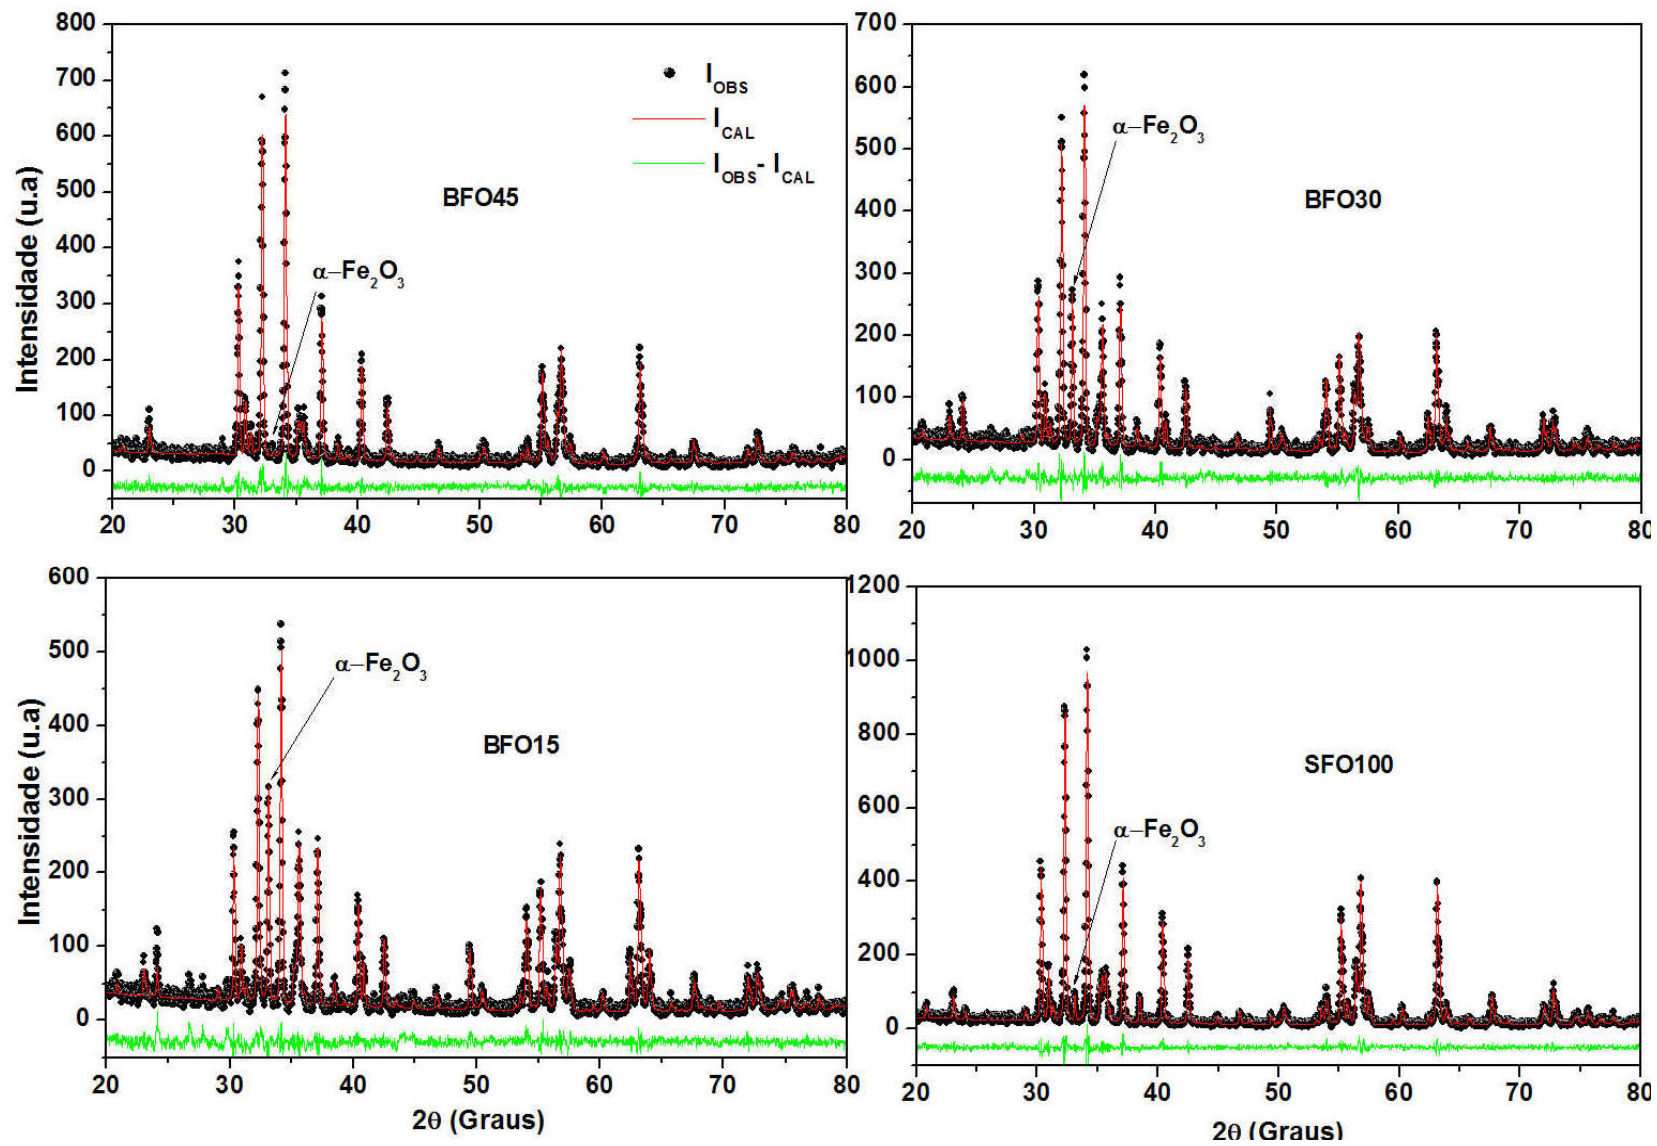 800
700
600
500
400
300
200
100
0
Intensidade (u.a)
I_OBS
I_CAL
I_OBS- I_CAL
BFO45
α−Fe₂O₃
20 30 40 50 60 70 80
700
600
500
400
300
200
100
0
α−Fe₂O₃
BFO30
20 30 40 50 60 70 80
600
500
400
300
200
100
0
Intensidade (u.a)
α−Fe₂O₃
BFO15
20 30 40 50 60 70 80
2θ (Graus)
1200
1000
800
600
400
200
0
SFO100
α−Fe₂O₃
20 30 40 50 60 70 80
2θ (Graus)